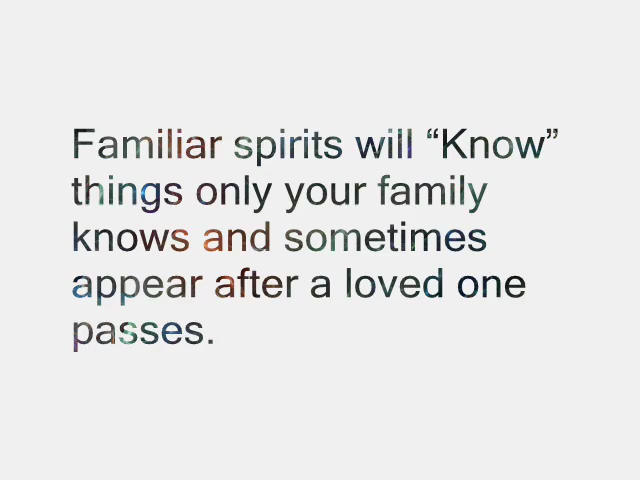 Familiar spirits will “Know”
things only your family
knows and sometimes
appear after a loved one
passes.